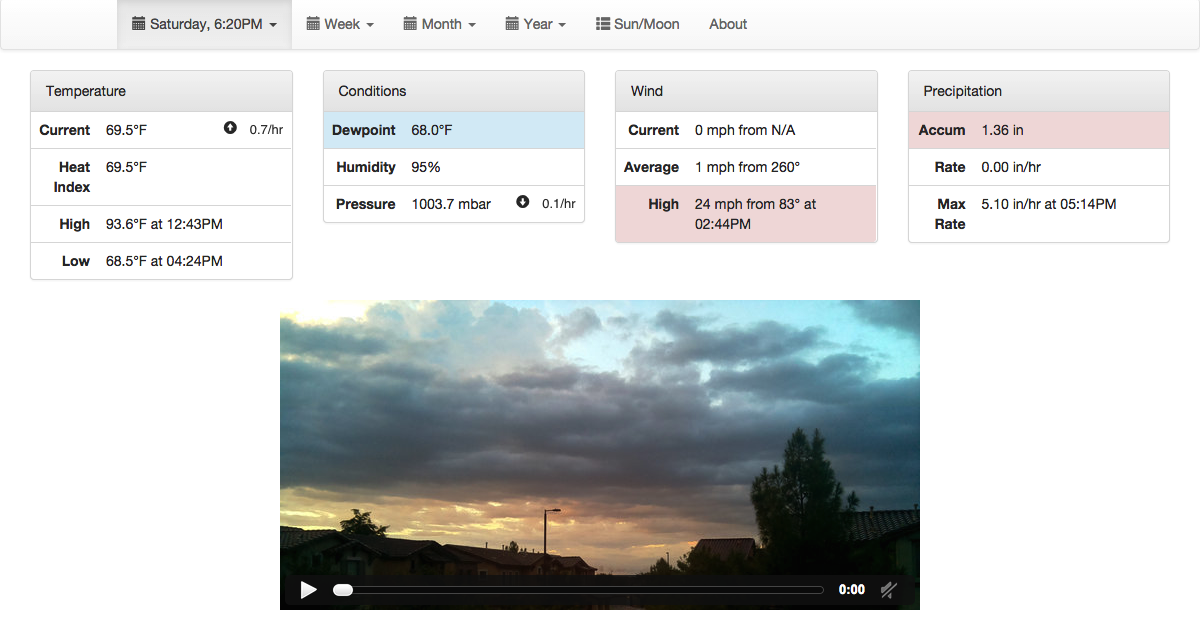 Saturday, 6:20PM Week Month Year Sun/Moon About
Temperature
Current 69.5°F 0.7/hr
Heat Index 69.5°F
High 93.6°F at 12:43PM
Low 68.5°F at 04:24PM
Conditions
Dewpoint 68.0°F
Humidity 95%
Pressure 1003.7 mbar 0.1/hr
Wind
Current 0 mph from N/A
Average 1 mph from 260°
High 24 mph from 83° at
02:44PM
Precipitation
Accum 1.36 in
Rate 0.00 in/hr
Max Rate 5.10 in/hr at 05:14PM
0:00